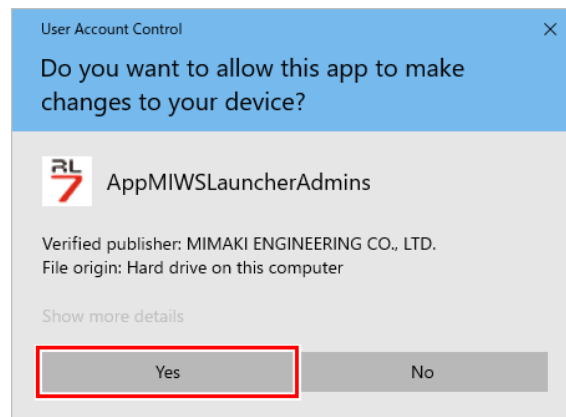 User Account Control
Do you want to allow this app to make
changes to your device?
RL
7
AppMIWSLauncherAdmins
Verified publisher: MIMAKI ENGINEERING CO., LTD.
File origin: Hard drive on this computer
Show more details
Yes
No